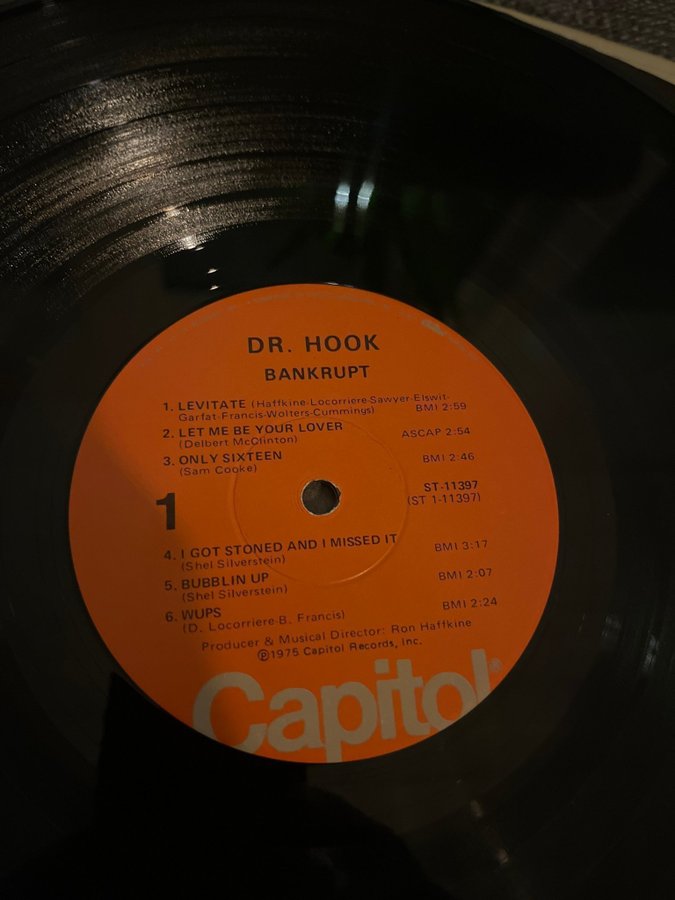 DR. HOOK
BANKRUPT
1. LEVITATE (Haffkine-Locorriere-Sawyer-Elswit-
Garfat-Francis-Wolters-Cummings) BMI 2:59
2. LET ME BE YOUR LOVER
(Delbert McClinton) ASCAP 2:54
3. ONLY SIXTEEN BMI 2:46
(Sam Cooke)
ST-11397
1 (ST 1-11397)
4. I GOT STONED AND I MISSED IT BMI 3:17
(Shel Silverstein)
5. BUBBLIN UP BMI 2:07
(Shel Silverstein)
6. WUPS BMI 2:24
(D. Locorriere-B. Francis)
Producer & Musical Director: Ron Haffkine
℗1975 Capitol Records, Inc.
Capitol®